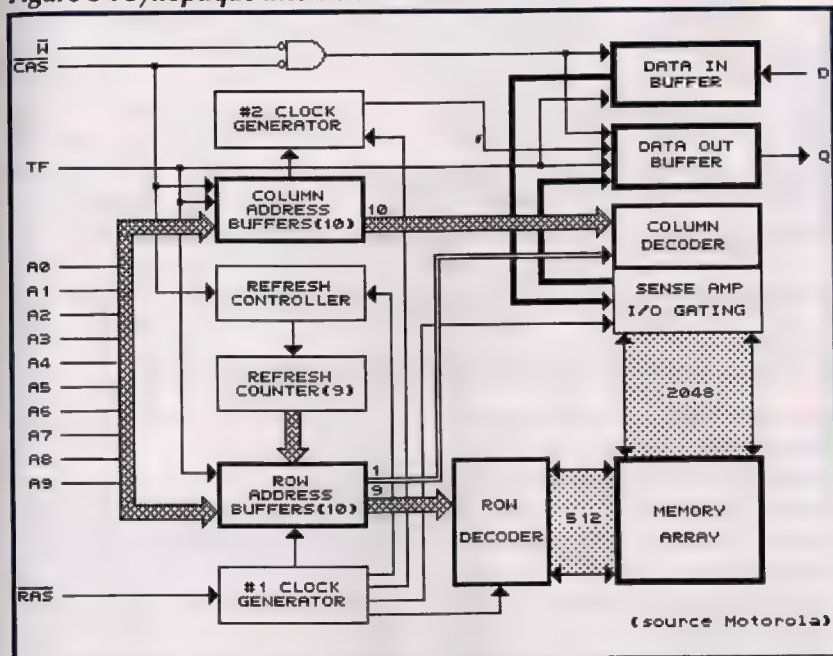 W
CAS
DATA IN
BUFFER
D
#2 CLOCK
GENERATOR
DATA OUT
BUFFER
Q
TF
COLUMN
ADDRESS
BUFFERS(10)
10
COLUMN
DECODER
A0
A1
A2
A3
A4
A5
A6
A7
A8
A9
REFRESH
CONTROLLER
SENSE AMP
I/O GATING
REFRESH
COUNTER(9)
2048
ROW
ADDRESS
BUFFERS(10)
1
9
ROW
DECODER
512
MEMORY
ARRAY
RAS
#1 CLOCK
GENERATOR
(source Motorola)